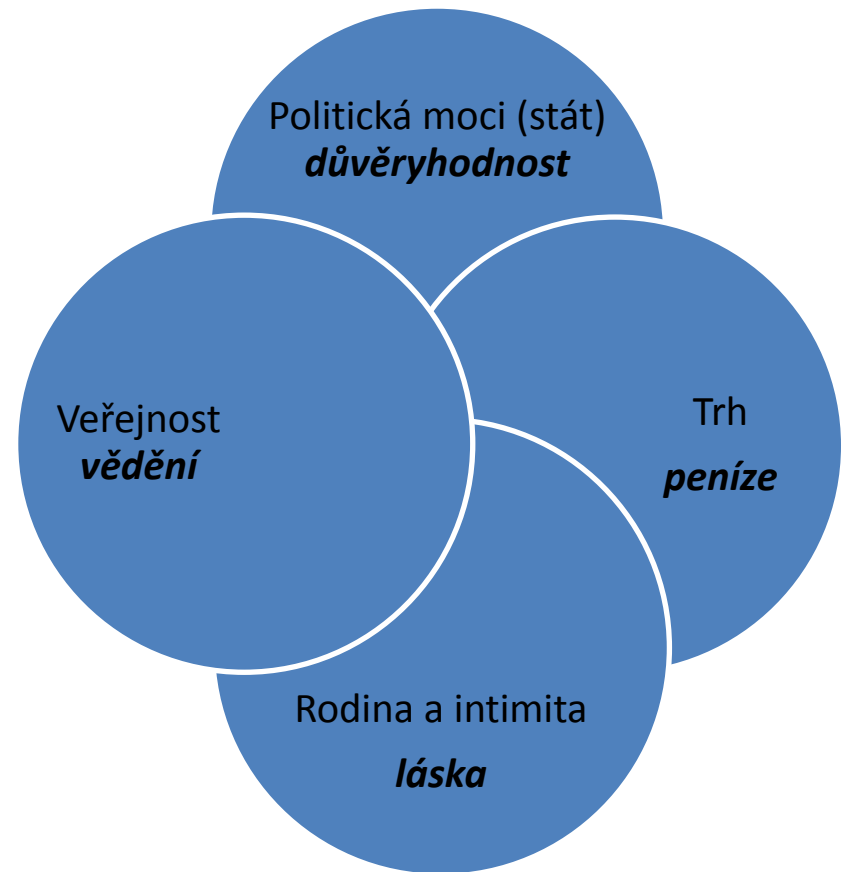 Politická moci (stát)
důvěryhodnost
Veřejnost
vědění
Trh
peníze
Rodina a intimita
láska